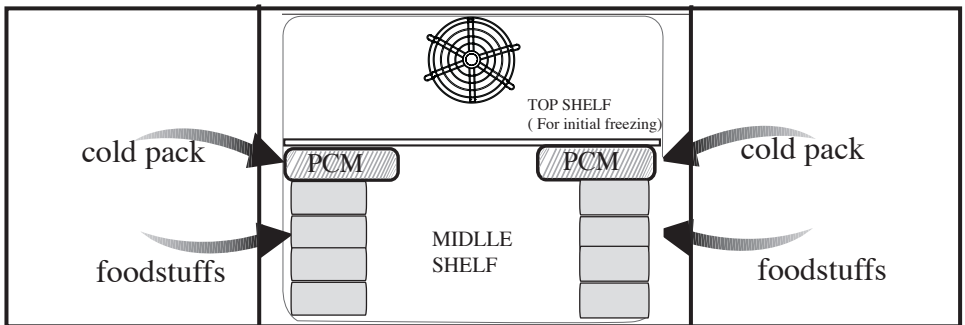 TOP SHELF
( For initial freezing)
cold pack
PCM
PCM
cold pack
MIDLLE
SHELF
foodstuffs
foodstuffs